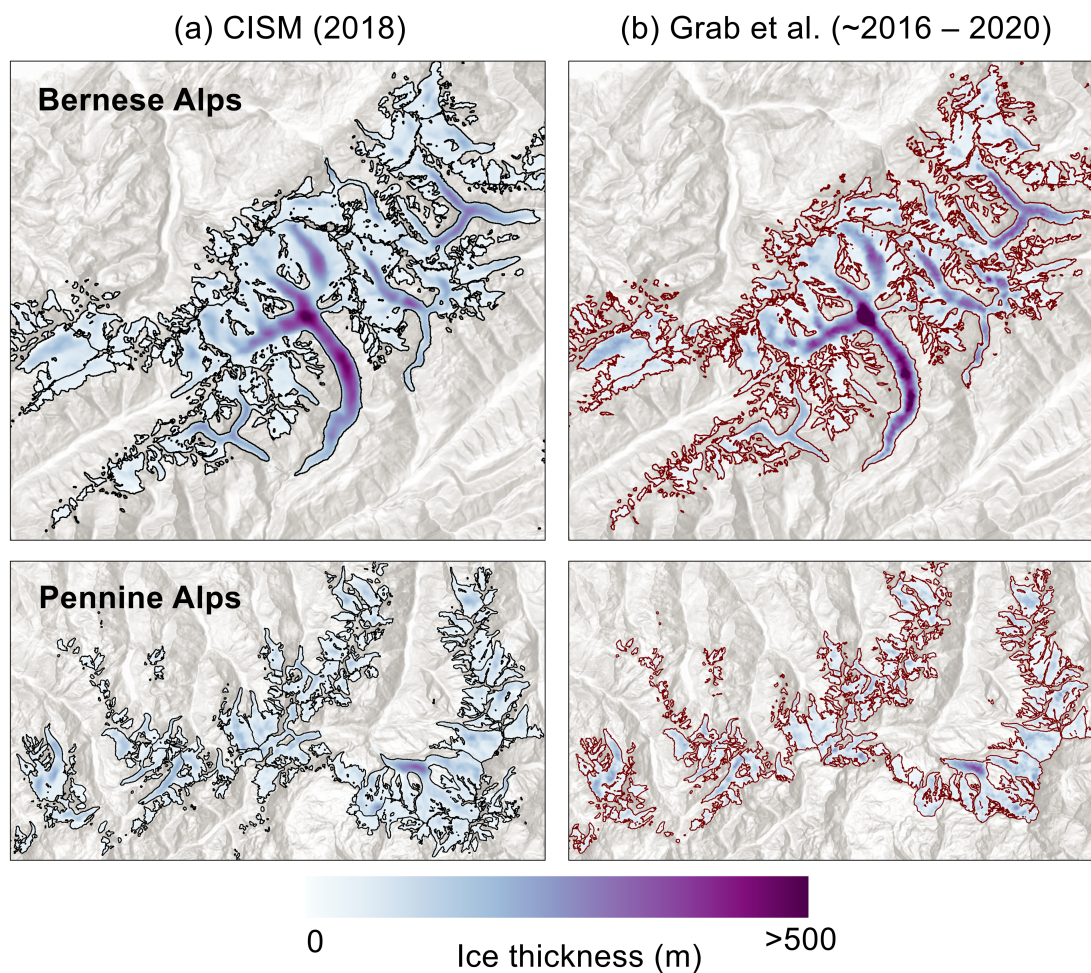 (a) CISM (2018)
(b) Grab et al. (~2016 – 2020)
Bernese Alps
Pennine Alps
0
>500
Ice thickness (m)